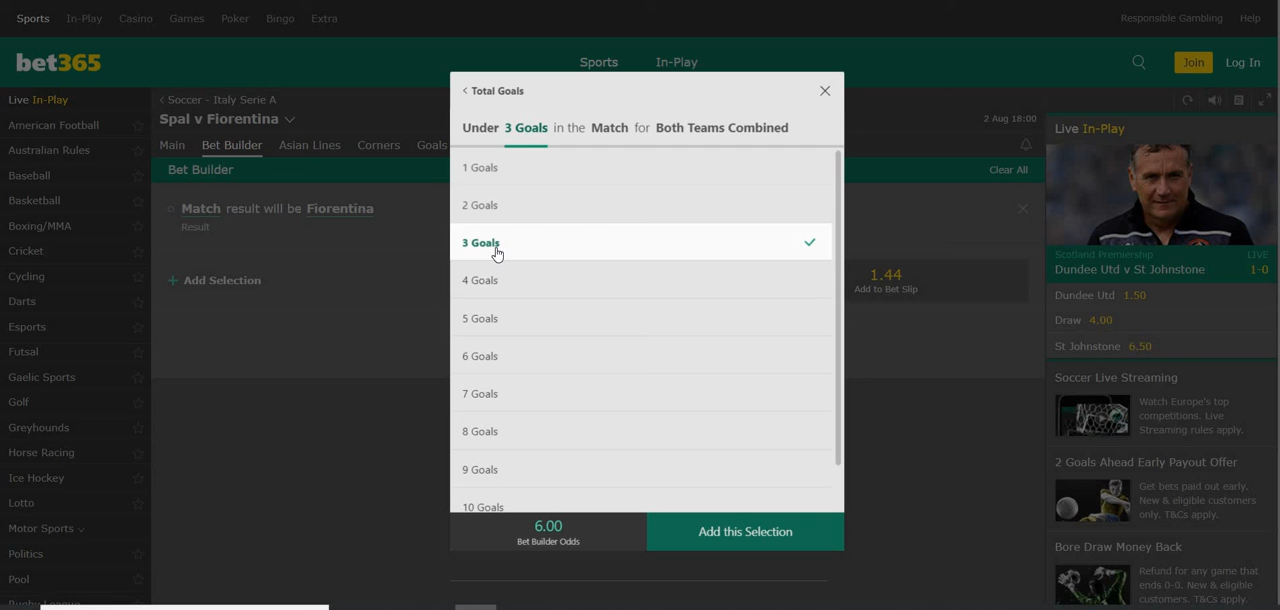 Sports In-Play Casino Games Poker Bingo Extra Responsible Gambling Help
bet365 Sports In-Play Join Log In
Live In-Play
American Football
Australian Rules
Baseball
Basketball
Boxing/MMA
Cricket
Cycling
Darts
Esports
Futsal
Gaelic Sports
Golf
Greyhounds
Horse Racing
Ice Hockey
Lotto
Motor Sports
Politics
Pool
Rugby League
Soccer - Italy Serie A
Spal v Fiorentina 2 Aug 18:00
Main Bet Builder Asian Lines Corners Goals
Bet Builder Clear All
Match result will be Fiorentina
Result
+ Add Selection
1.44
Add to Bet Slip
< Total Goals
Under 3 Goals in the Match for Both Teams Combined
1 Goals
2 Goals
3 Goals
4 Goals
5 Goals
6 Goals
7 Goals
8 Goals
9 Goals
10 Goals
6.00
Bet Builder Odds
Add this Selection
Live In-Play
Scotland Premiership LIVE
Dundee Utd v St Johnstone 1-0
Dundee Utd 1.50
Draw 4.00
St Johnstone 6.50
Soccer Live Streaming
Watch Europe's top
competitions. Live
Streaming rules apply.
2 Goals Ahead Early Payout Offer
Get bets paid out early.
New & eligible customers
only. T&Cs apply.
Bore Draw Money Back
Refund for any game that
ends 0-0. New & eligible
customers. T&Cs apply.